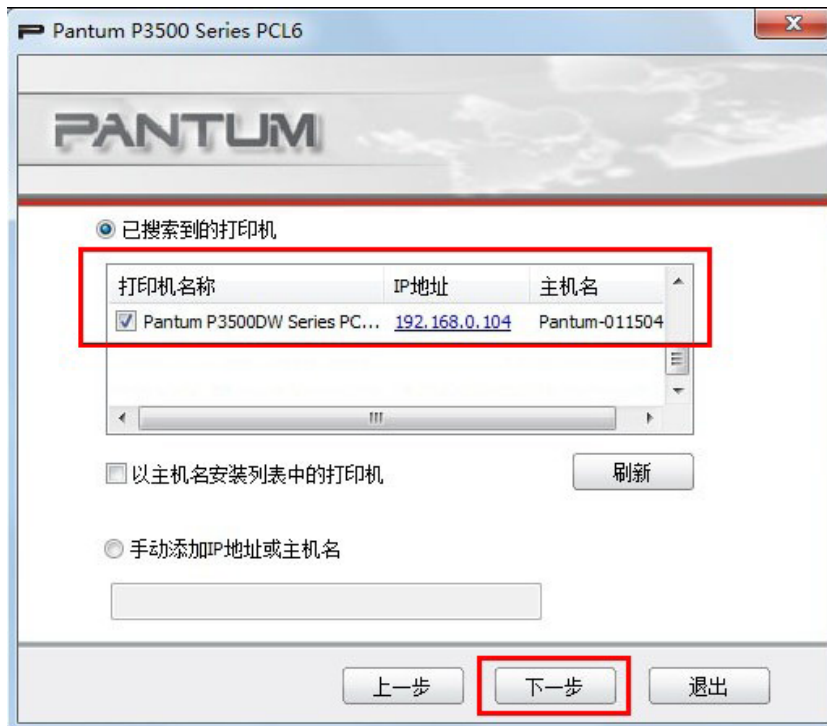 Pantum P3500 Series PCL6
PANTUM
已搜索到的打印机
打印机名称 IP地址 主机名
Pantum P3500DW Series PC... 192.168.0.104 Pantum-011504
以主机名安装列表中的打印机 刷新
手动添加IP地址或主机名
上一步 下一步 退出